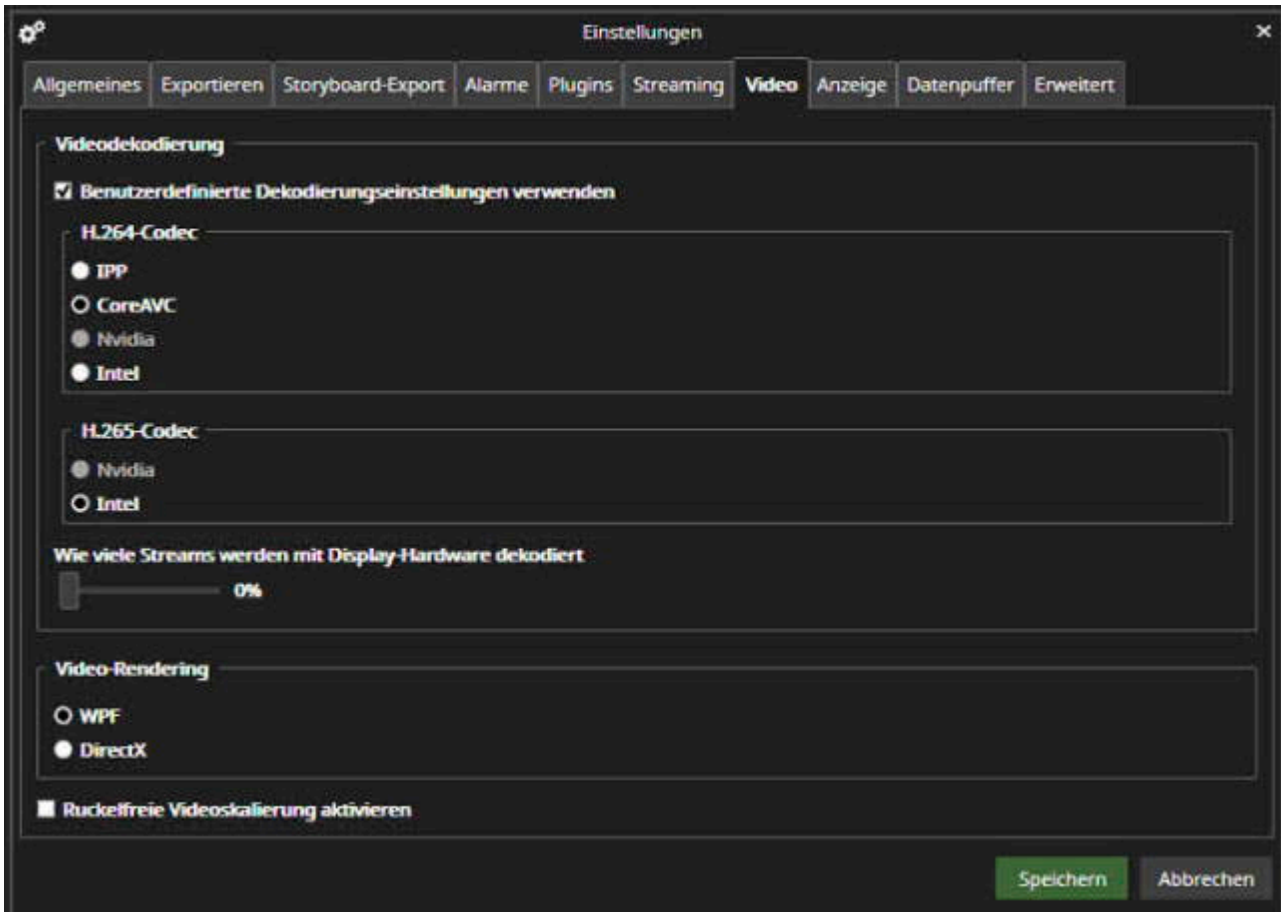 Einstellungen
Allgemeines Exportieren Storyboard-Export Alarme Plugins Streaming Video Anzeige Datenpuffer Erweitert
Videodekodierung
Benutzerdefinierte Dekodierungseinstellungen verwenden
H.264-Codec
IPP
CoreAVC
Nvidia
Intel
H.265-Codec
Nvidia
Intel
Wie viele Streams werden mit Display-Hardware dekodiert
0%
Video-Rendering
WPF
DirectX
Ruckelfreie Videoskalierung aktivieren
Speichern Abbrechen